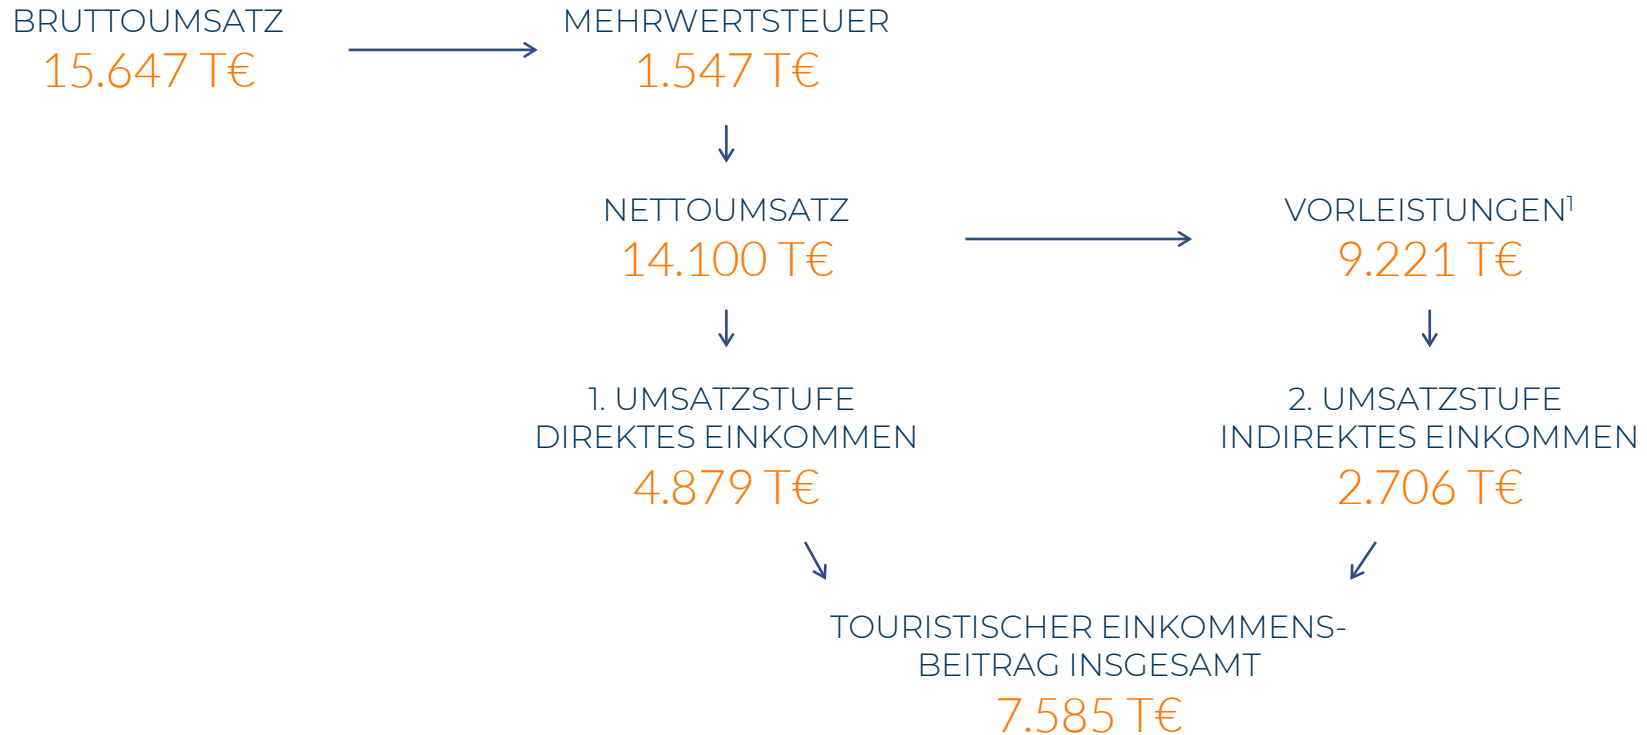 BRUTTOUMSATZ
15.647 T€
MEHRWERTSTEUER
1.547 T€
NETTOUMSATZ
14.100 T€
VORLEISTUNGEN¹
9.221 T€
1. UMSATZSTUFE
DIREKTES EINKOMMEN
4.879 T€
2. UMSATZSTUFE
INDIREKTES EINKOMMEN
2.706 T€
TOURISTISCHER EINKOMMENS-
BEITRAG INSGESAMT
7.585 T€